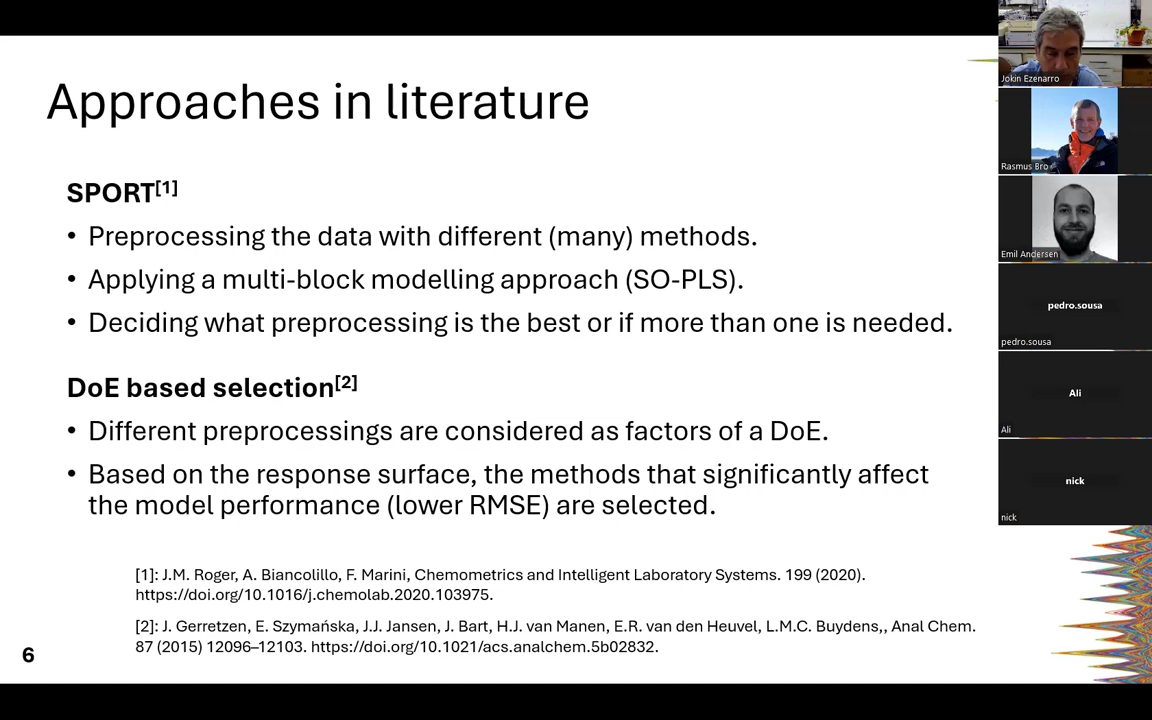 Approaches in literature
SPORT[1]
• Preprocessing the data with different (many) methods.
• Applying a multi-block modelling approach (SO-PLS).
• Deciding what preprocessing is the best or if more than one is needed.
DoE based selection[2]
• Different preprocessings are considered as factors of a DoE.
• Based on the response surface, the methods that significantly affect
the model performance (lower RMSE) are selected.
[1]: J.M. Roger, A. Biancolillo, F. Marini, Chemometrics and Intelligent Laboratory Systems. 199 (2020).
https://doi.org/10.1016/j.chemolab.2020.103975.
[2]: J. Gerretzen, E. Szymańska, J.J. Jansen, J. Bart, H.J. van Manen, E.R. van den Heuvel, L.M.C. Buydens,, Anal Chem.
87 (2015) 12096–12103. https://doi.org/10.1021/acs.analchem.5b02832.
6
Jokin Ezenarro
Rasmus Bro
Emil Andersen
pedro.sousa
pedro.sousa
Ali
Ali
nick
nick